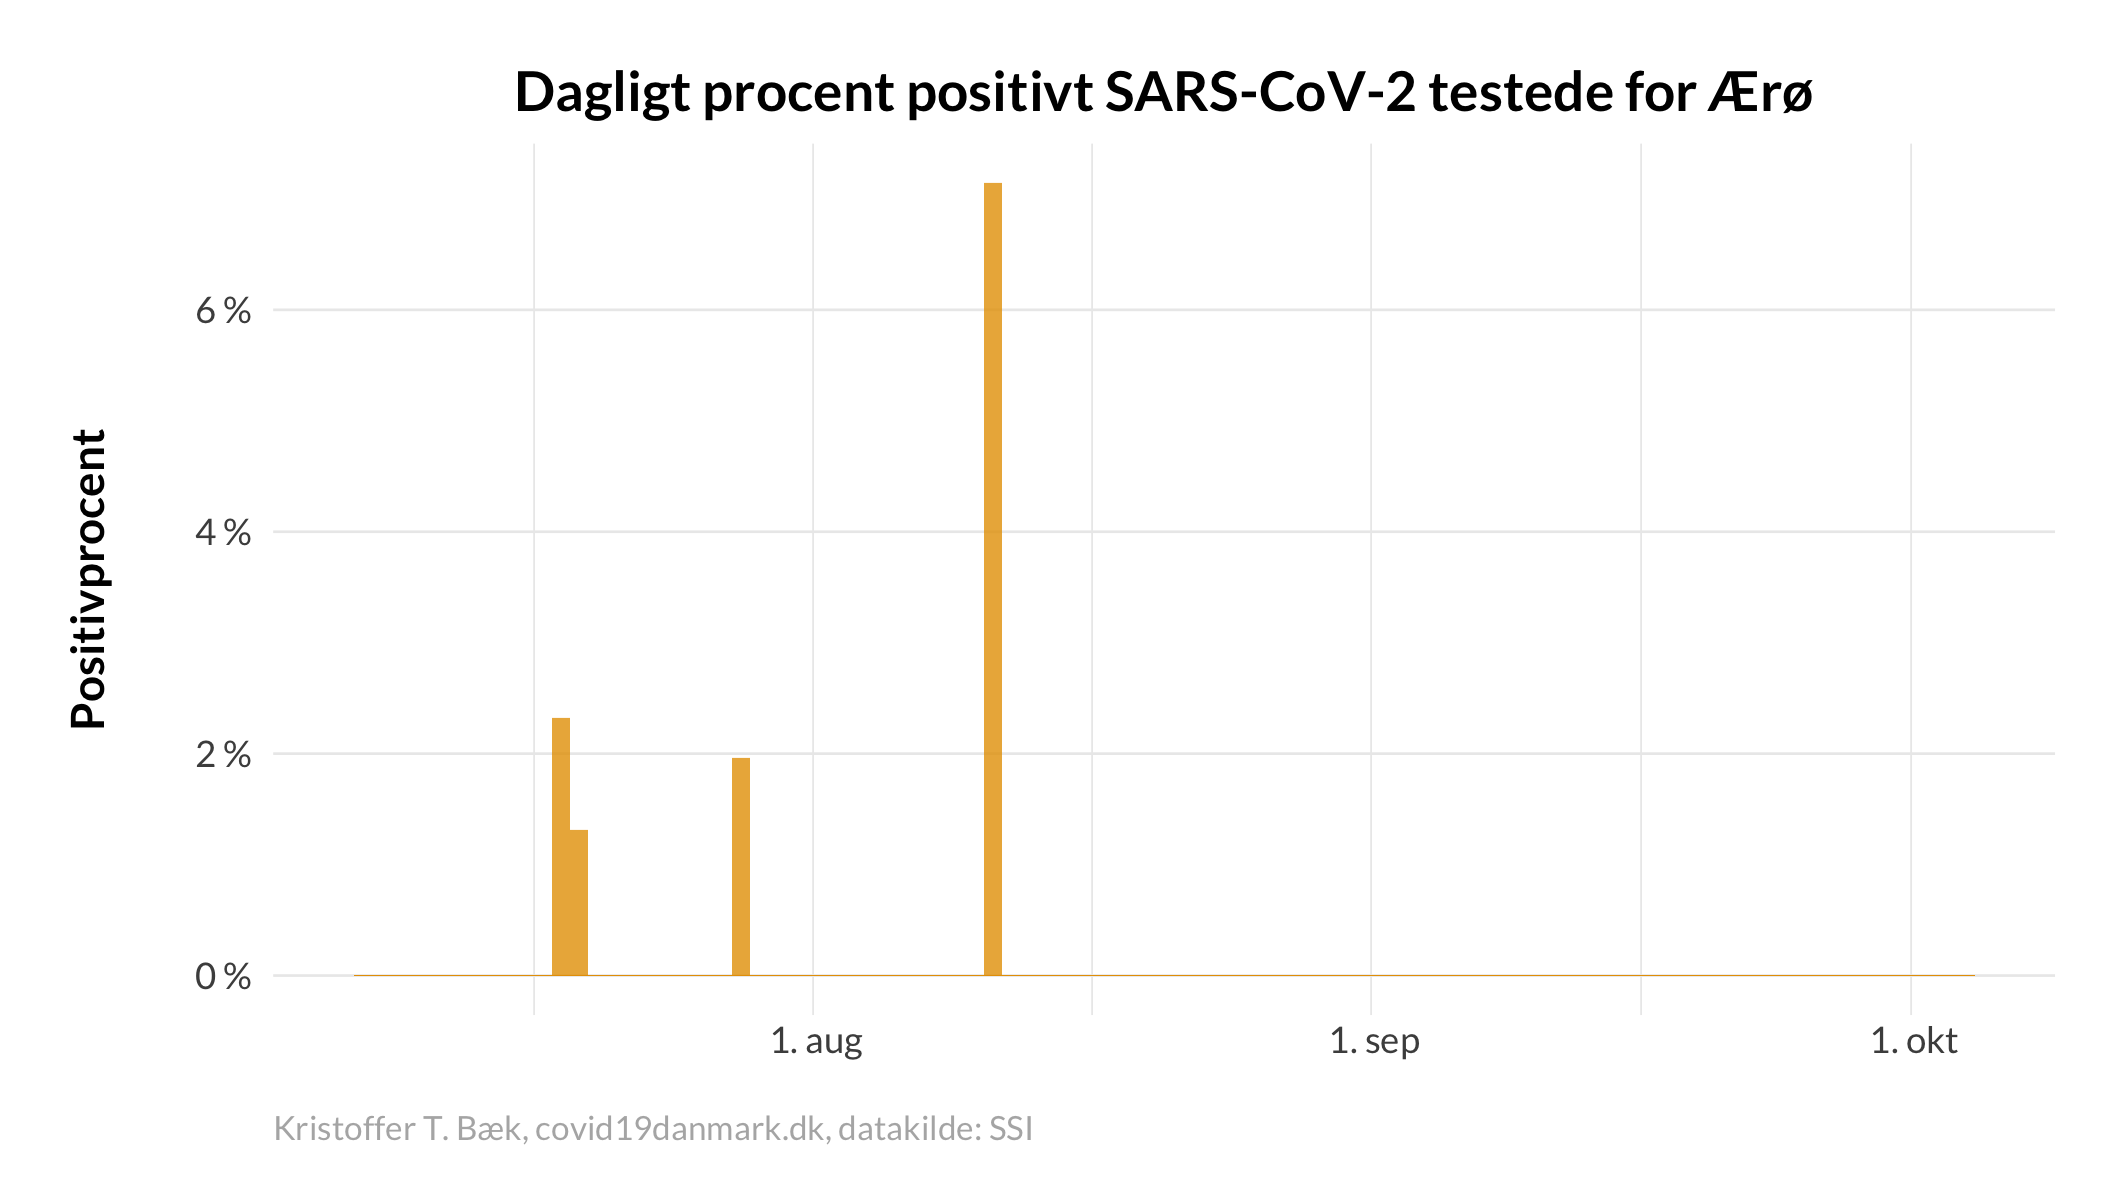 Dagligt procent positivt SARS-CoV-2 testede for Ærø
Positivprocent
6 %
4 %
2 %
0 %
1. aug
1. sep
1. okt
Kristoffer T. Bæk, covid19danmark.dk, datakilde: SSI